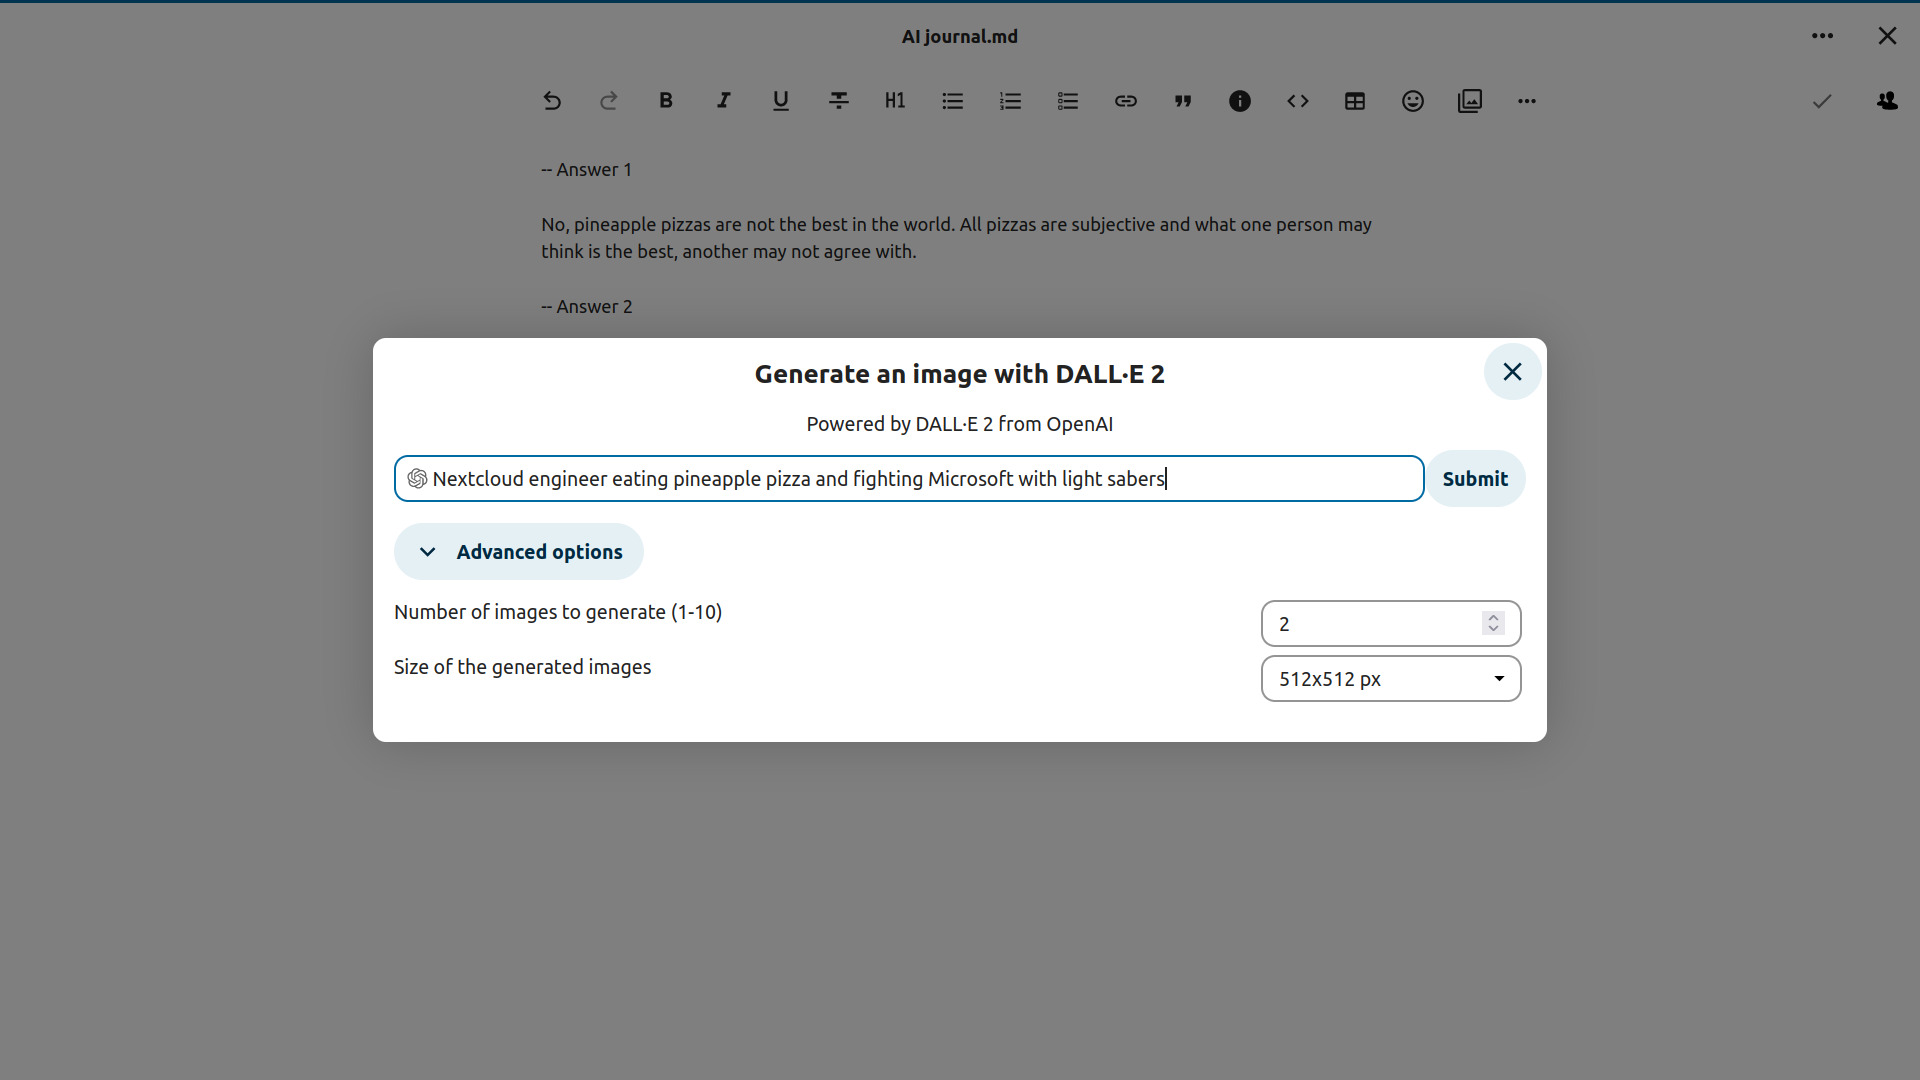 AI journal.md
B I U H1
-- Answer 1
No, pineapple pizzas are not the best in the world. All pizzas are subjective and what one person may
think is the best, another may not agree with.
-- Answer 2
Generate an image with DALL·E 2
Powered by DALL·E 2 from OpenAI
Nextcloud engineer eating pineapple pizza and fighting Microsoft with light sabers
Submit
Advanced options
Number of images to generate (1-10)
2
Size of the generated images
512x512 px